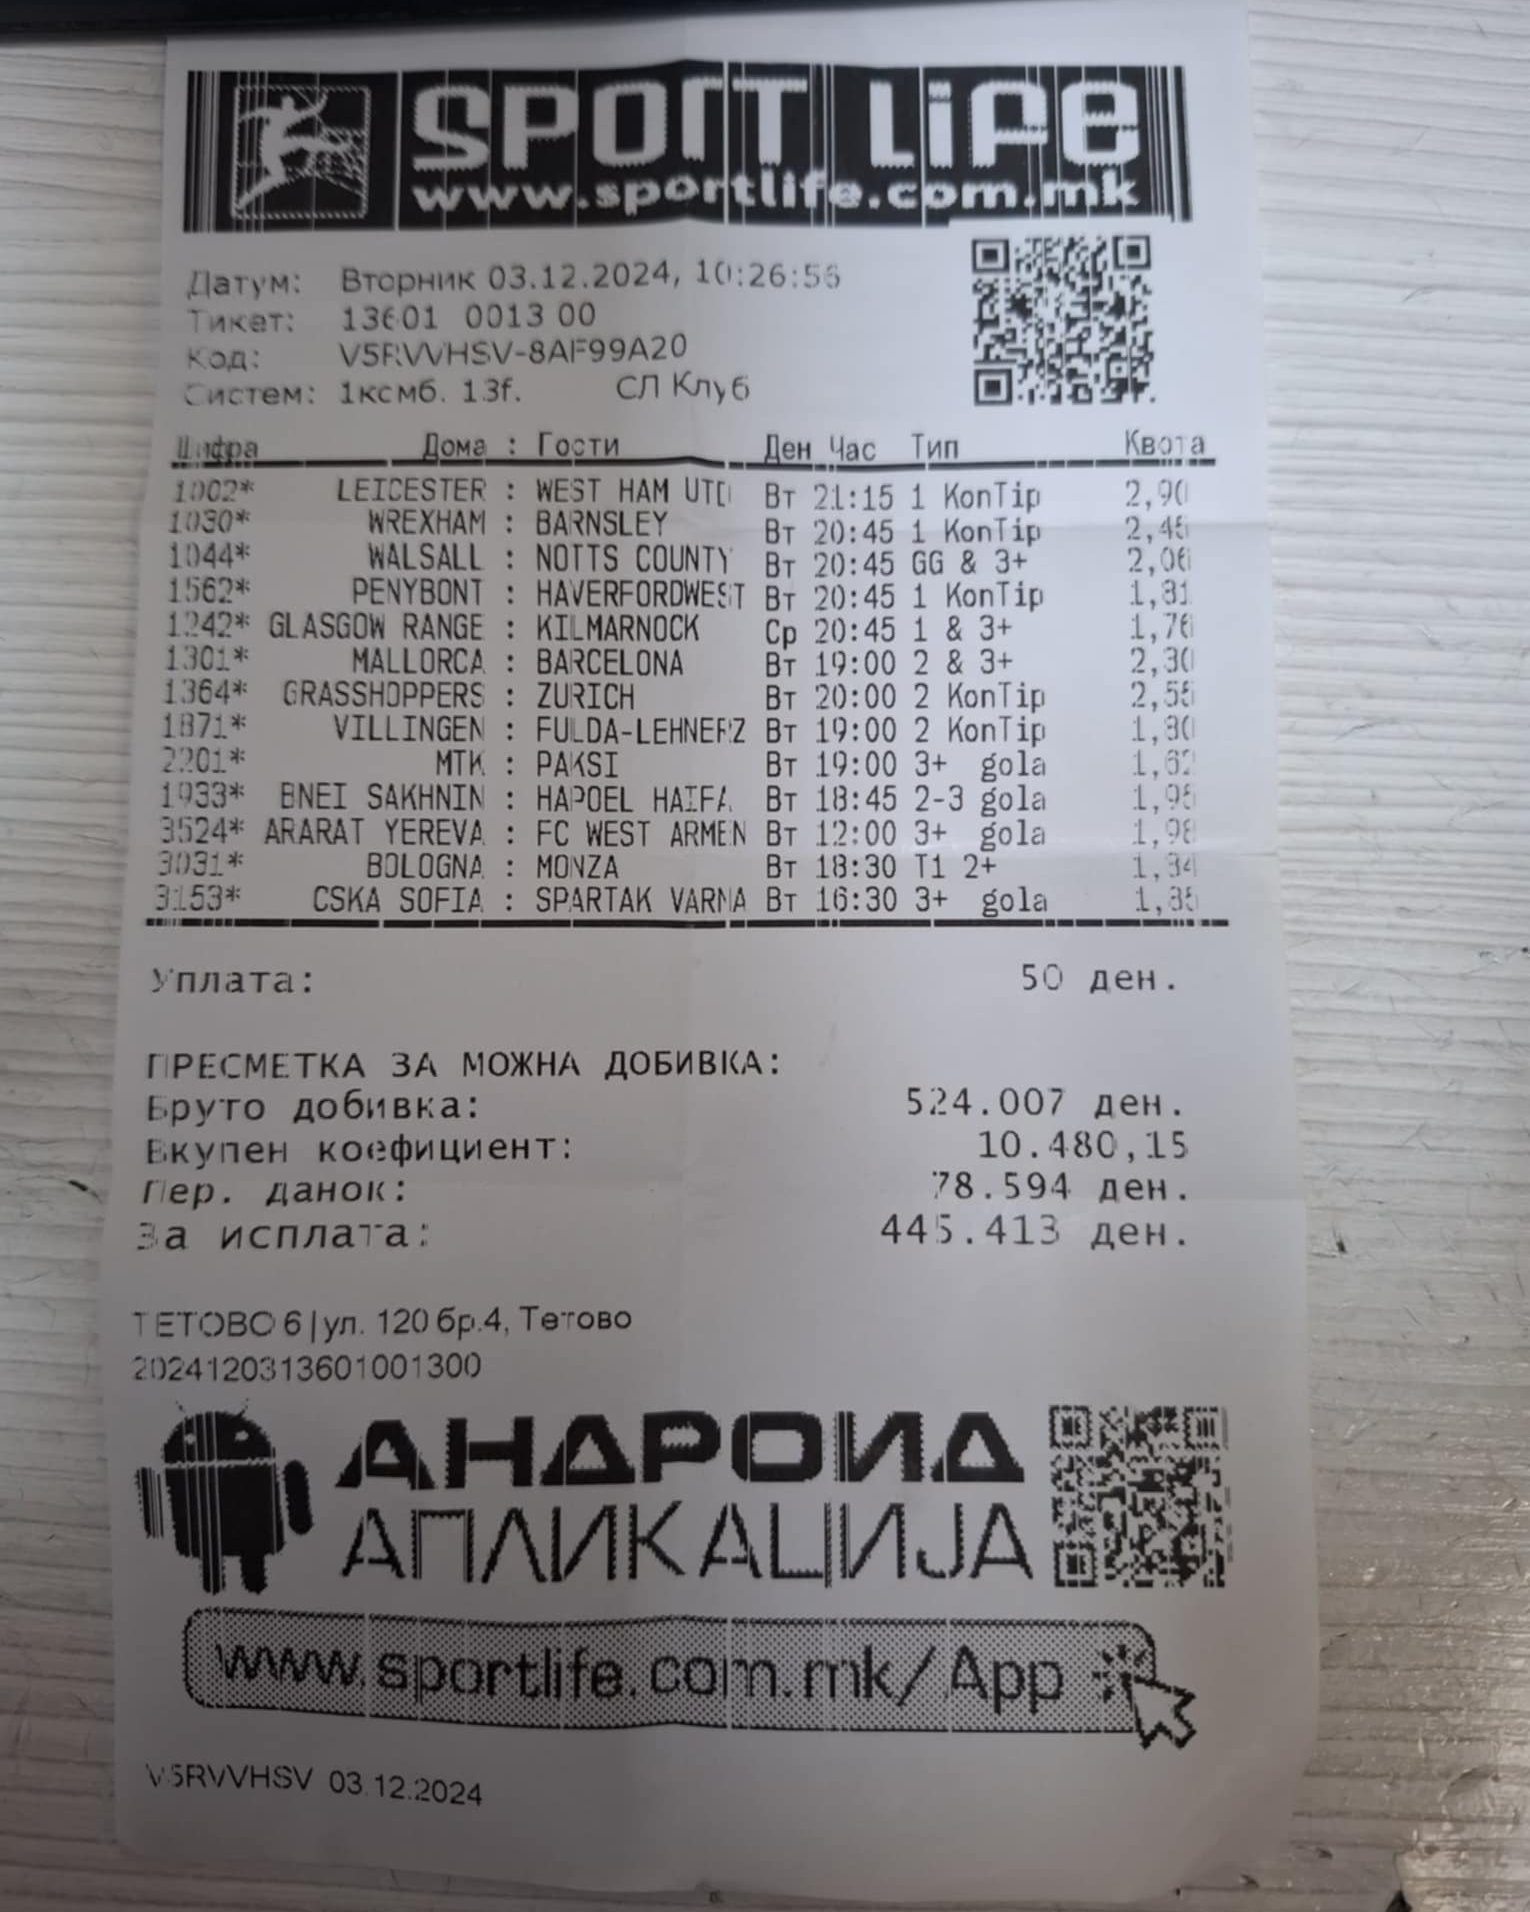 SPORT LIFE
www.sportlife.com.mk
Датум: Вторник 03.12.2024, 10:26:56
Тикет: 13601 0013 00
Код: V5RVVHSV-8AF99A20
Систем: 1комб. 13f. СЛ Клуб
Шифра Дома : Гости Ден Час Тип Квота
1002* LEICESTER : WEST HAM UTD Вт 21:15 1 KonTip 2,90
1030* WREXHAM : BARNSLEY Вт 20:45 1 KonTip 2,45
1044* WALSALL : NOTTS COUNTY Вт 20:45 GG & 3+ 2,06
1562* PENYBONT : HAVERFORDWEST Вт 20:45 1 KonTip 1,81
1242* GLASGOW RANGE : KILMARNOCK Ср 20:45 1 & 3+ 1,76
1301* MALLORCA : BARCELONA Вт 19:00 2 & 3+ 2,30
1364* GRASSHOPPERS : ZURICH Вт 20:00 2 KonTip 2,55
1871* VILLINGEN : FULDA-LEHNERZ Вт 19:00 2 KonTip 1,80
2201* MTK : PAKSI Вт 19:00 3+ gola 1,62
1933* BNEI SAKHNIN : HAPOEL HAIFA Вт 18:45 2-3 gola 1,95
3524* ARARAT YEREVA : FC WEST ARMEN Вт 12:00 3+ gola 1,98
3031* BOLOGNA : MONZA Вт 18:30 T1 2+ 1,84
3153* CSKA SOFIA : SPARTAK VARNA Вт 16:30 3+ gola 1,85
Уплата: 50 ден.
ПРЕСМЕТКА ЗА МОЖНА ДОБИВКА:
Бруто добивка: 524.007 ден.
Вкупен коефициент: 10.480,15
Пер. данок: 78.594 ден.
За исплата: 445.413 ден.
ТЕТОВО 6|ул. 120 бр.4, Тетово
2024120313601001300
АНДРОИД
АПЛИКАЦИЈА
www.sportlife.com.mk/App
V5RVVHSV 03.12.2024